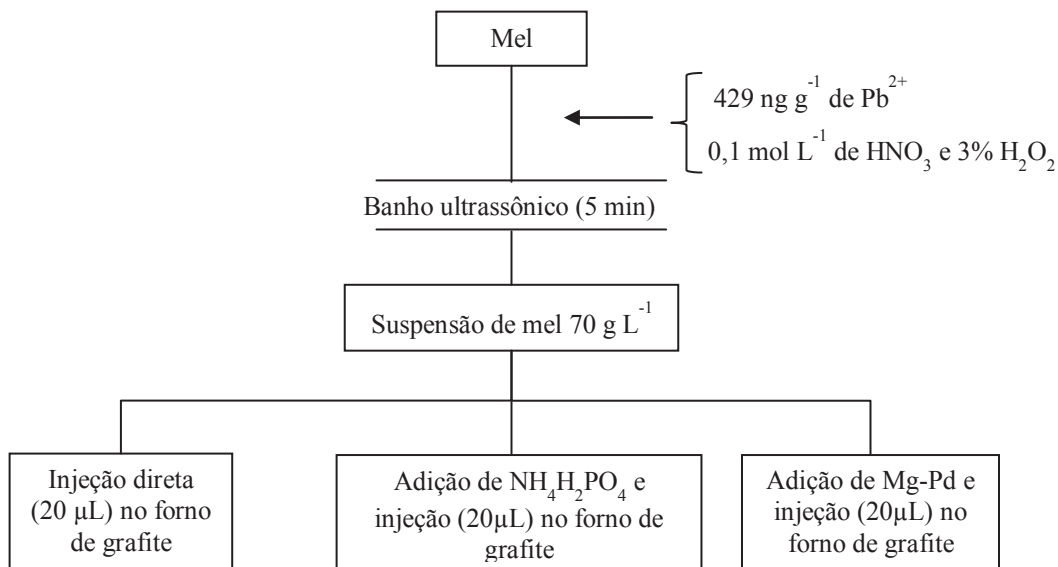 Mel
429 ng g⁻¹ de Pb²⁺
0,1 mol L⁻¹ de HNO₃ e 3% H₂O₂
Banho ultrassônico (5 min)
Suspensão de mel 70 g L⁻¹
Injeção direta
(20 µL) no forno
de grafite
Adição de NH₄H₂PO₄ e
injeção (20µL) no forno de
grafite
Adição de Mg-Pd e
injeção (20µL) no
forno de grafite